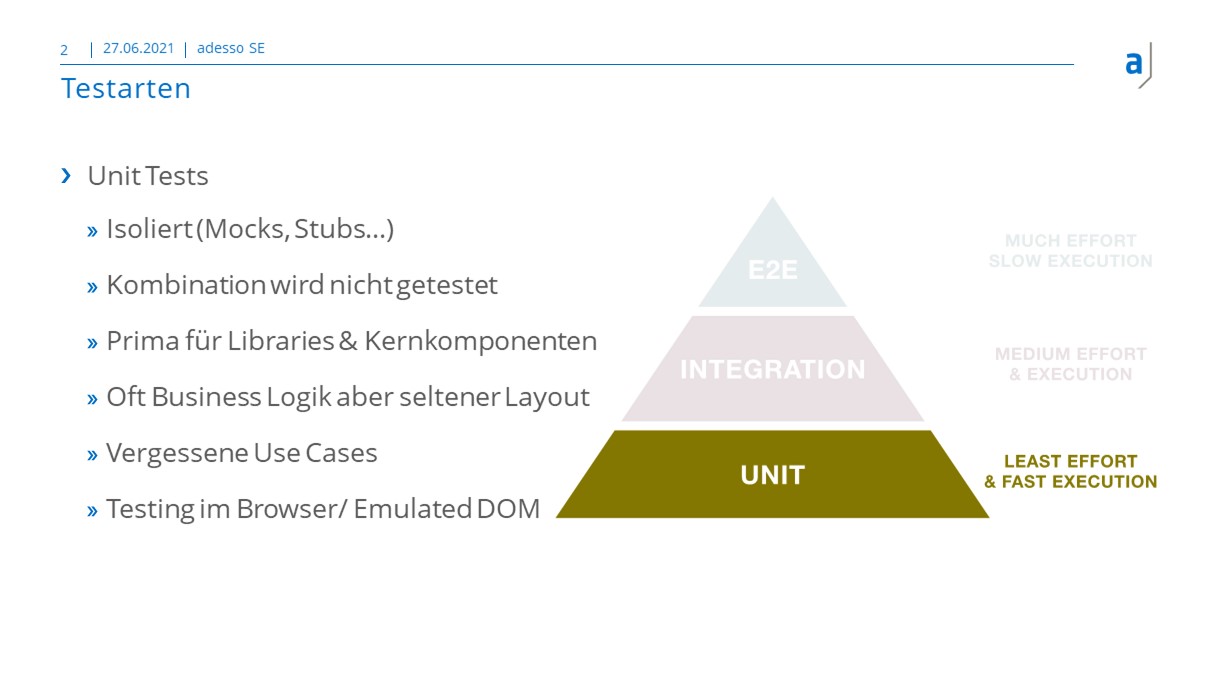 2 | 27.06.2021 | adesso SE
a
Testarten
› Unit Tests
» Isoliert (Mocks, Stubs...)
» Kombination wird nicht getestet
» Prima für Libraries & Kernkomponenten
» Oft Business Logik aber seltener Layout
» Vergessene Use Cases
» Testing im Browser/ Emulated DOM
E2E
MUCH EFFORT
SLOW EXECUTION
INTEGRATION
MEDIUM EFFORT
& EXECUTION
UNIT
LEAST EFFORT
& FAST EXECUTION